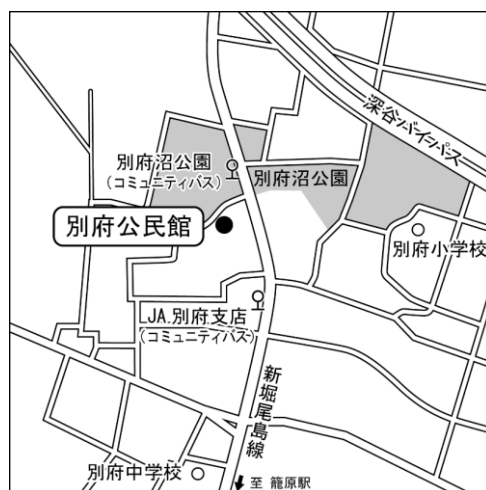 深谷バイパス
別府沼公園
(コミュニティバス)
別府沼公園
別府公民館
別府小学校
JA.別府支店
(コミュニティバス)
新堀尾島線
別府中学校
至 籠原駅